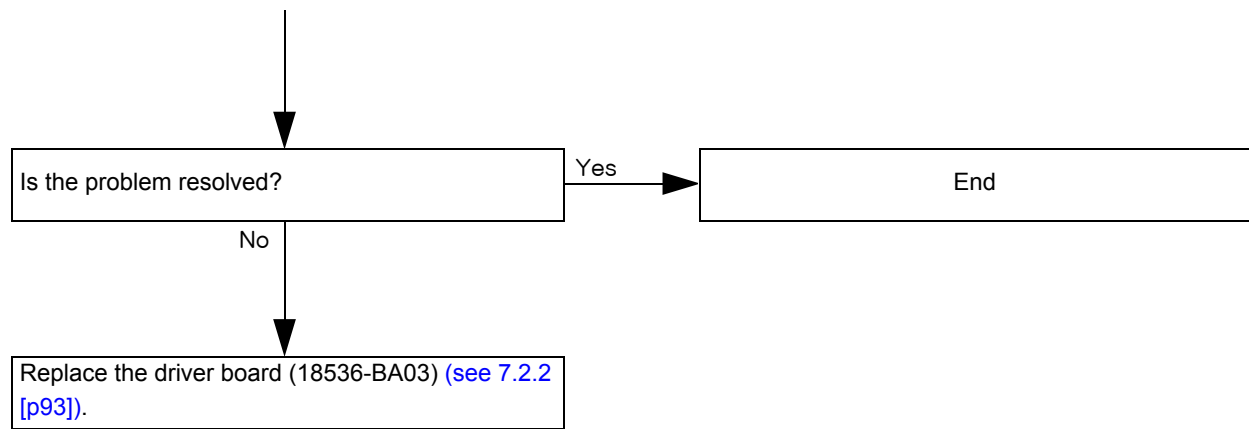 Is the problem resolved?
Yes
End
No
Replace the driver board (18536-BA03) (see 7.2.2
[p93]).